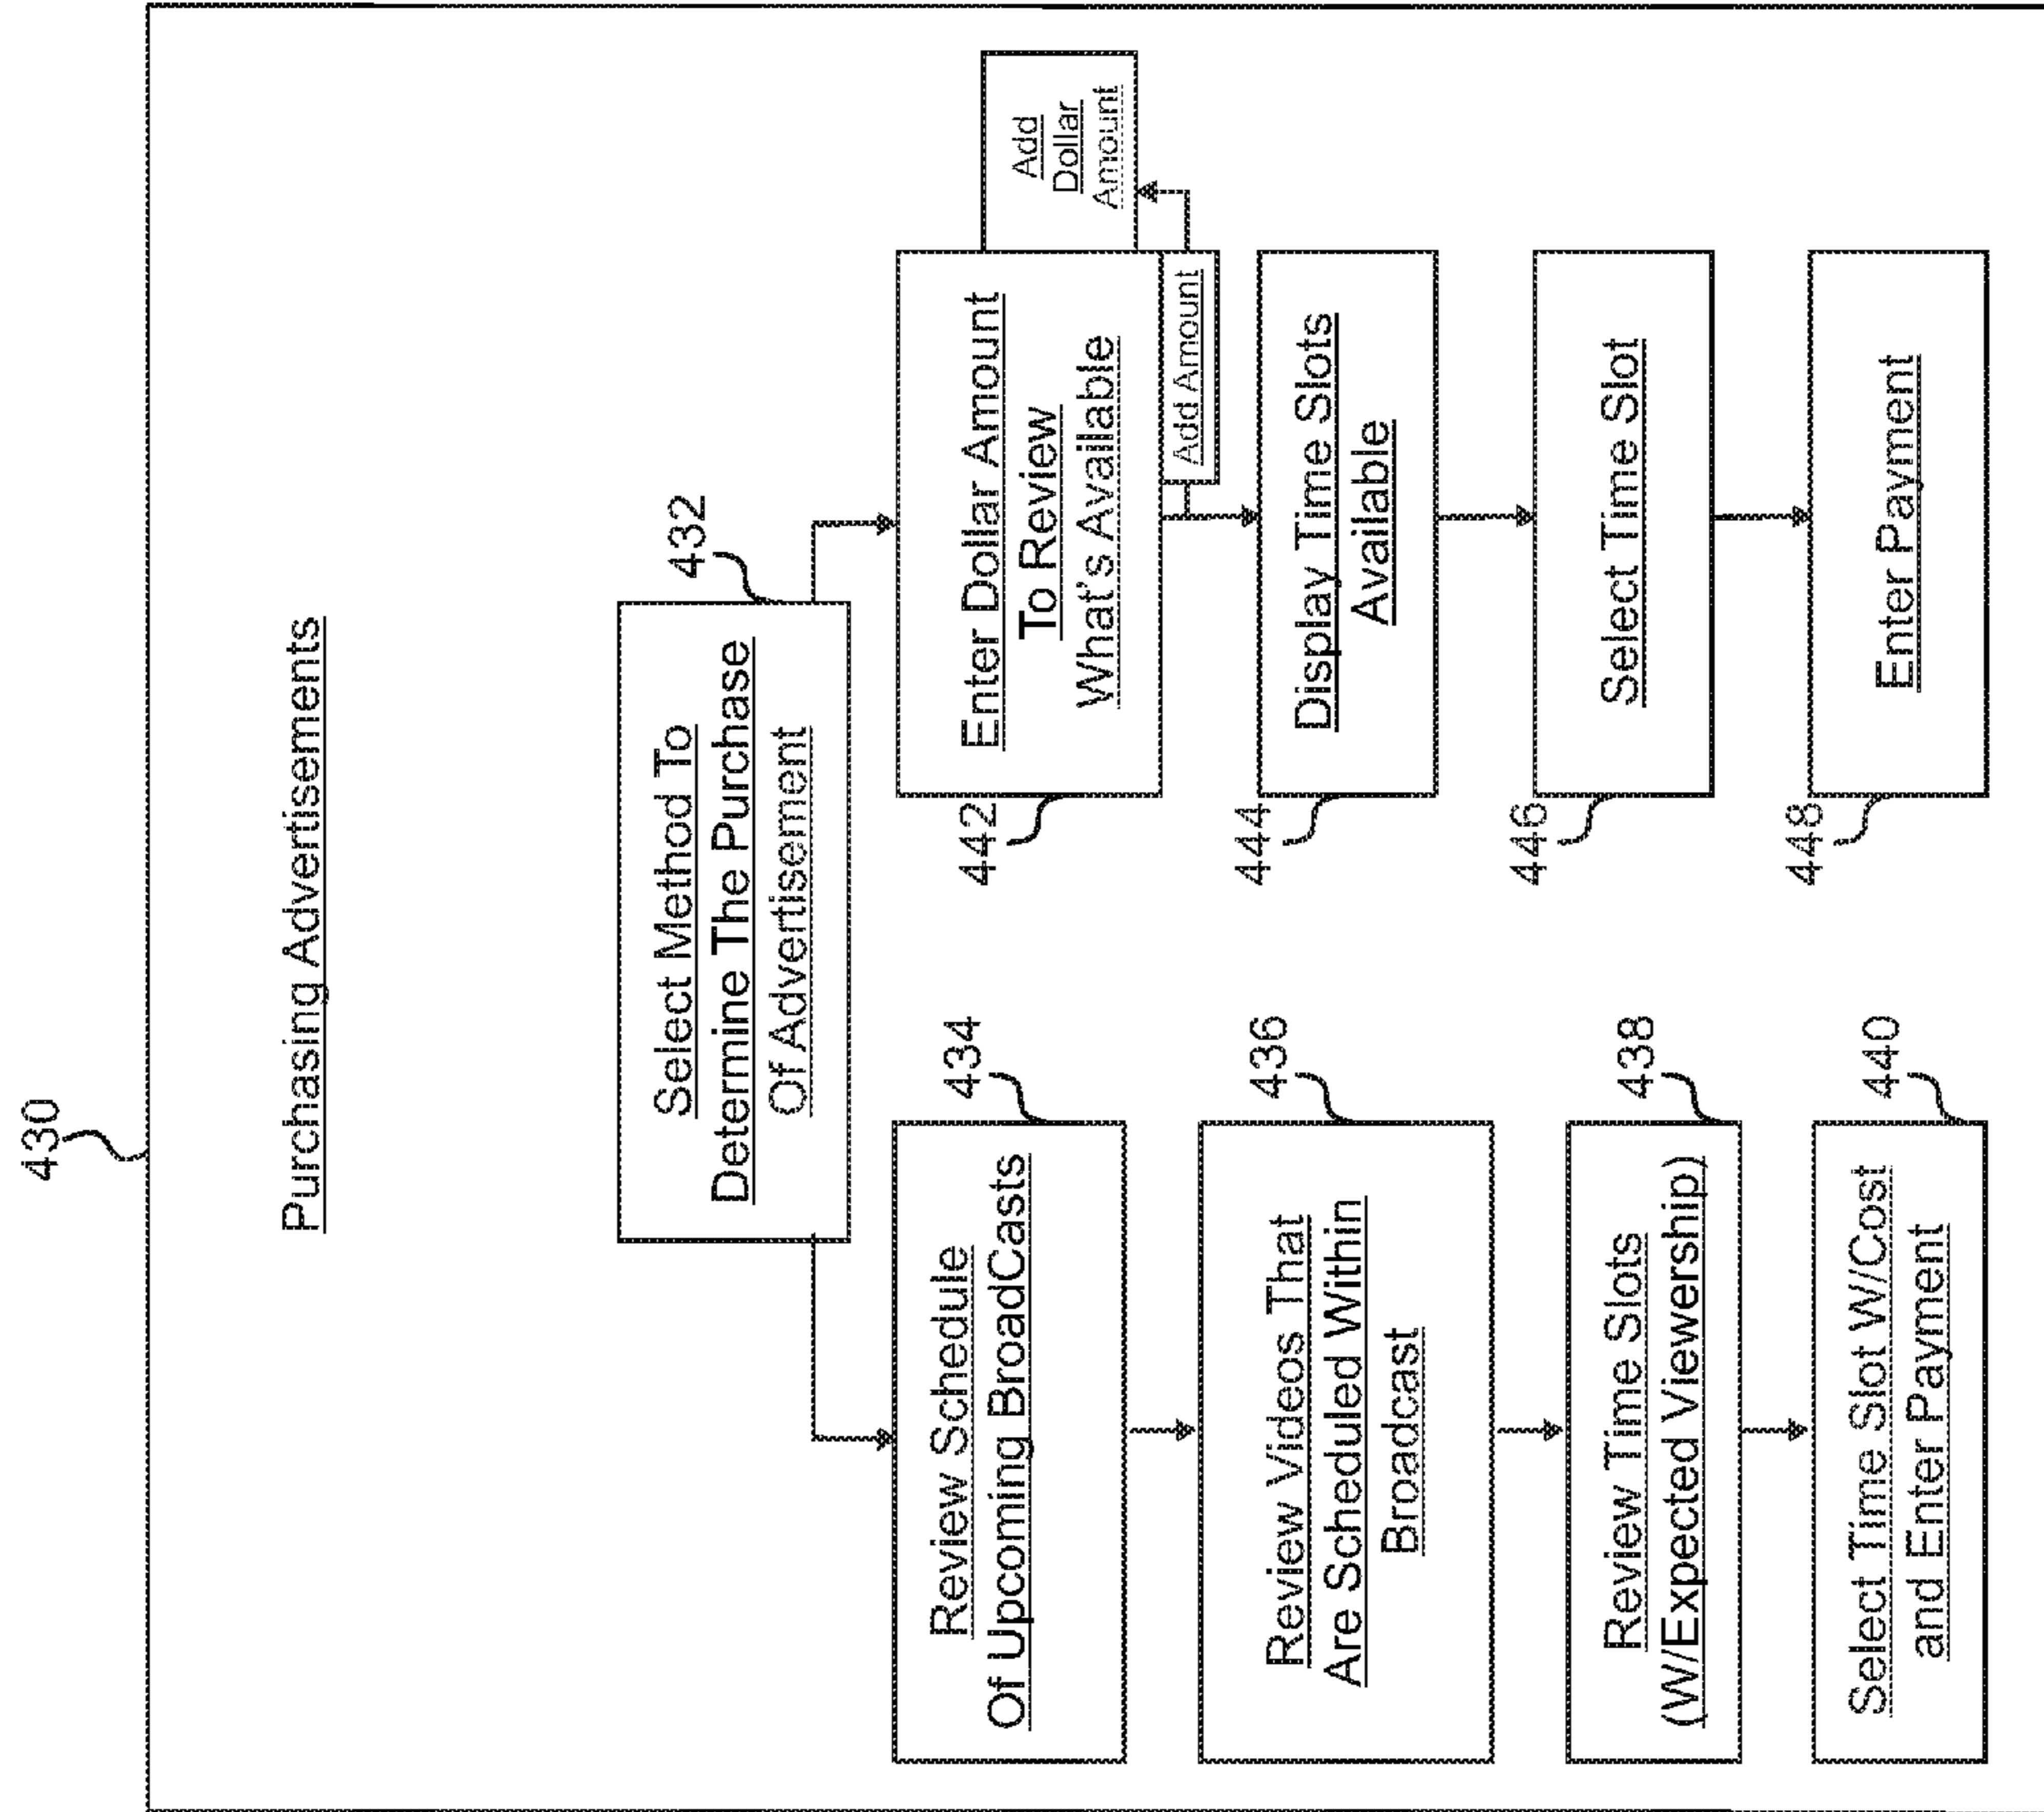 430
Purchasing Advertisements
432
Select Method To
Determine The Purchase
Of Advertisement
434
Review Schedule
Of Upcoming BroadCasts
436
Review Videos That
Are Scheduled Within
Broadcast
438
Review Time Slots
(W/Expected Viewership)
440
Select Time Slot W/Cost
and Enter Payment
442
Enter Dollar Amount
To Review
What's Available
Add Amount
Add
Dollar
Amount
444
Display Time Slots
Available
446
Select Time Slot
448
Enter Payment